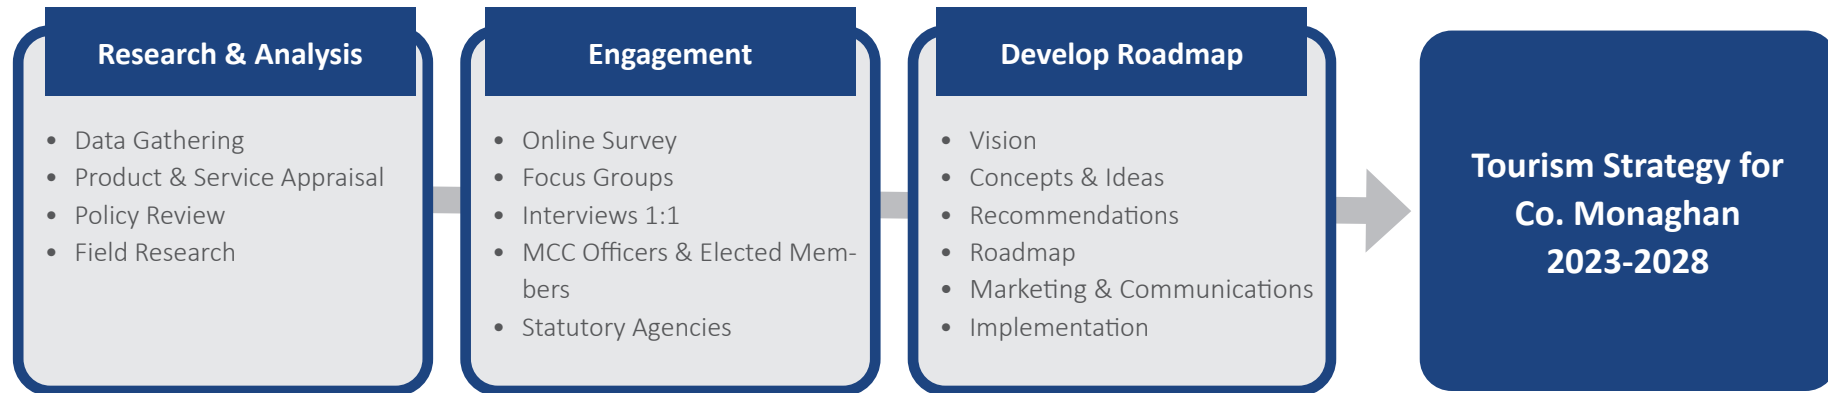 Research & Analysis
• Data Gathering
• Product & Service Appraisal
• Policy Review
• Field Research
Engagement
• Online Survey
• Focus Groups
• Interviews 1:1
• MCC Officers & Elected Mem-
bers
• Statutory Agencies
Develop Roadmap
• Vision
• Concepts & Ideas
• Recommendations
• Roadmap
• Marketing & Communications
• Implementation
Tourism Strategy for
Co. Monaghan
2023-2028